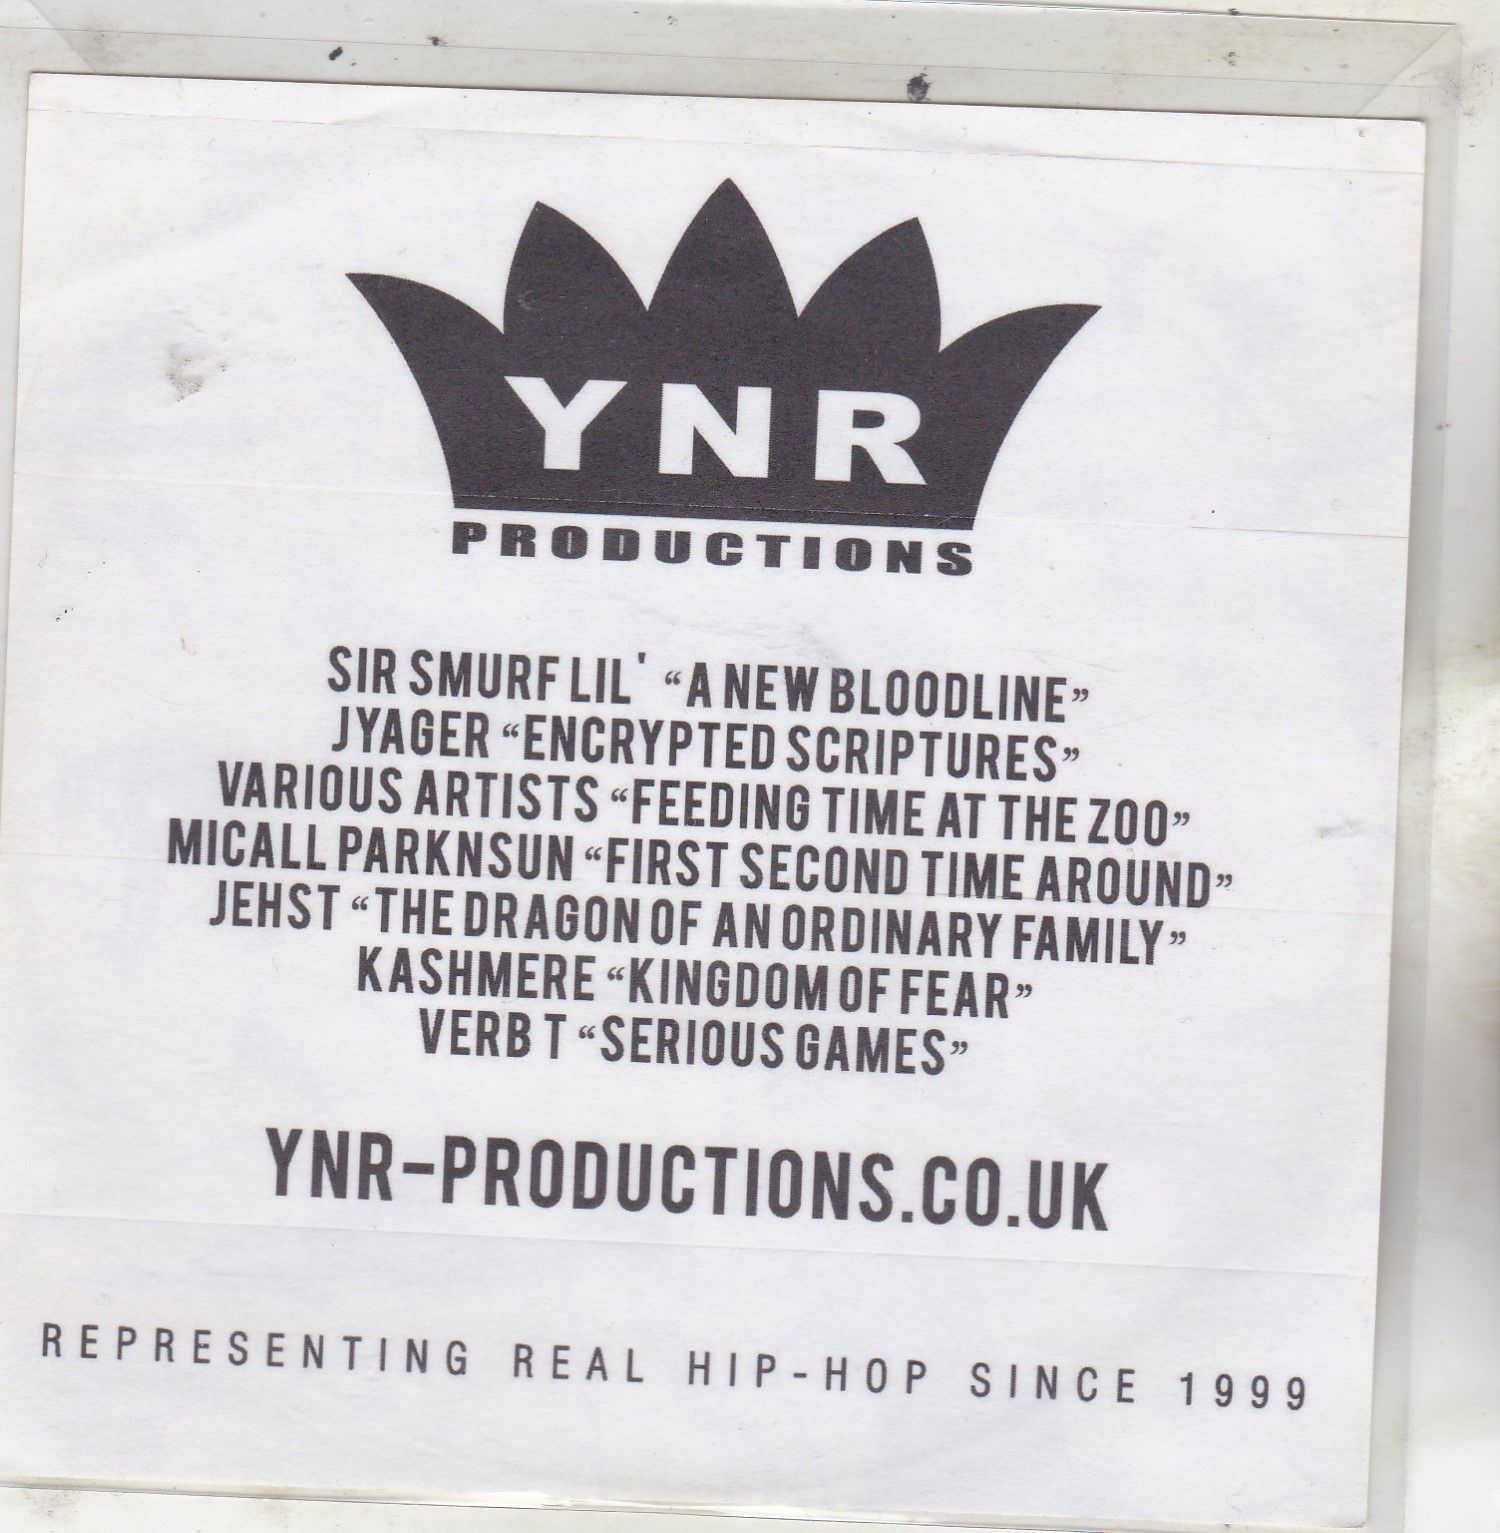 YNR
PRODUCTIONS
SIR SMURF LIL' “A NEW BLOODLINE”
JYAGER “ENCRYPTED SCRIPTURES”
VARIOUS ARTISTS “FEEDING TIME AT THE ZOO”
MICALL PARKNSUN “FIRST SECOND TIME AROUND”
JEHST “THE DRAGON OF AN ORDINARY FAMILY”
KASHMERE “KINGDOM OF FEAR”
VERB T “SERIOUS GAMES”
YNR-PRODUCTIONS.CO.UK
REPRESENTING REAL HIP-HOP SINCE 1999